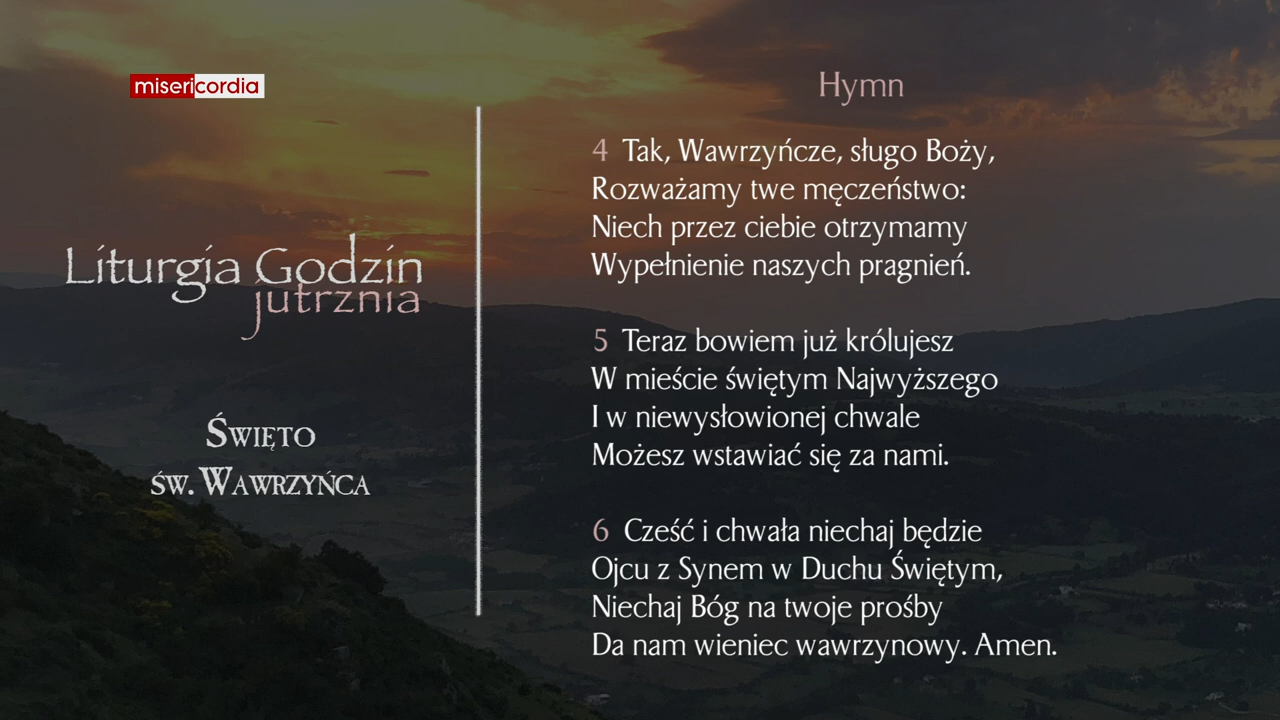 misericordia
Liturgia Godzin
jutrznia
Święto
św. Wawrzyńca
Hymn
4 Tak, Wawrzyńcze, sługo Boży,
Rozważamy twe męczeństwo:
Niech przez ciebie otrzymamy
Wypełnienie naszych pragnień.
5 Teraz bowiem już królujesz
W mieście świętym Najwyższego
I w niewysłowionej chwale
Możesz wstawiać się za nami.
6 Cześć i chwała niechaj będzie
Ojcu z Synem w Duchu Świętym,
Niechaj Bóg na twoje prośby
Da nam wieniec wawrzynowy. Amen.